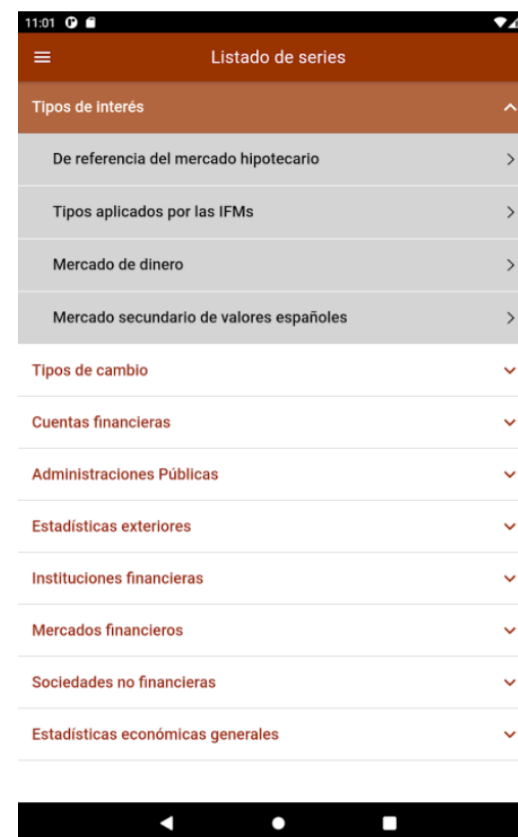 11:01
Listado de series
Tipos de interés
De referencia del mercado hipotecario
Tipos aplicados por las IFMs
Mercado de dinero
Mercado secundario de valores españoles
Tipos de cambio
Cuentas financieras
Administraciones Públicas
Estadísticas exteriores
Instituciones financieras
Mercados financieros
Sociedades no financieras
Estadísticas económicas generales